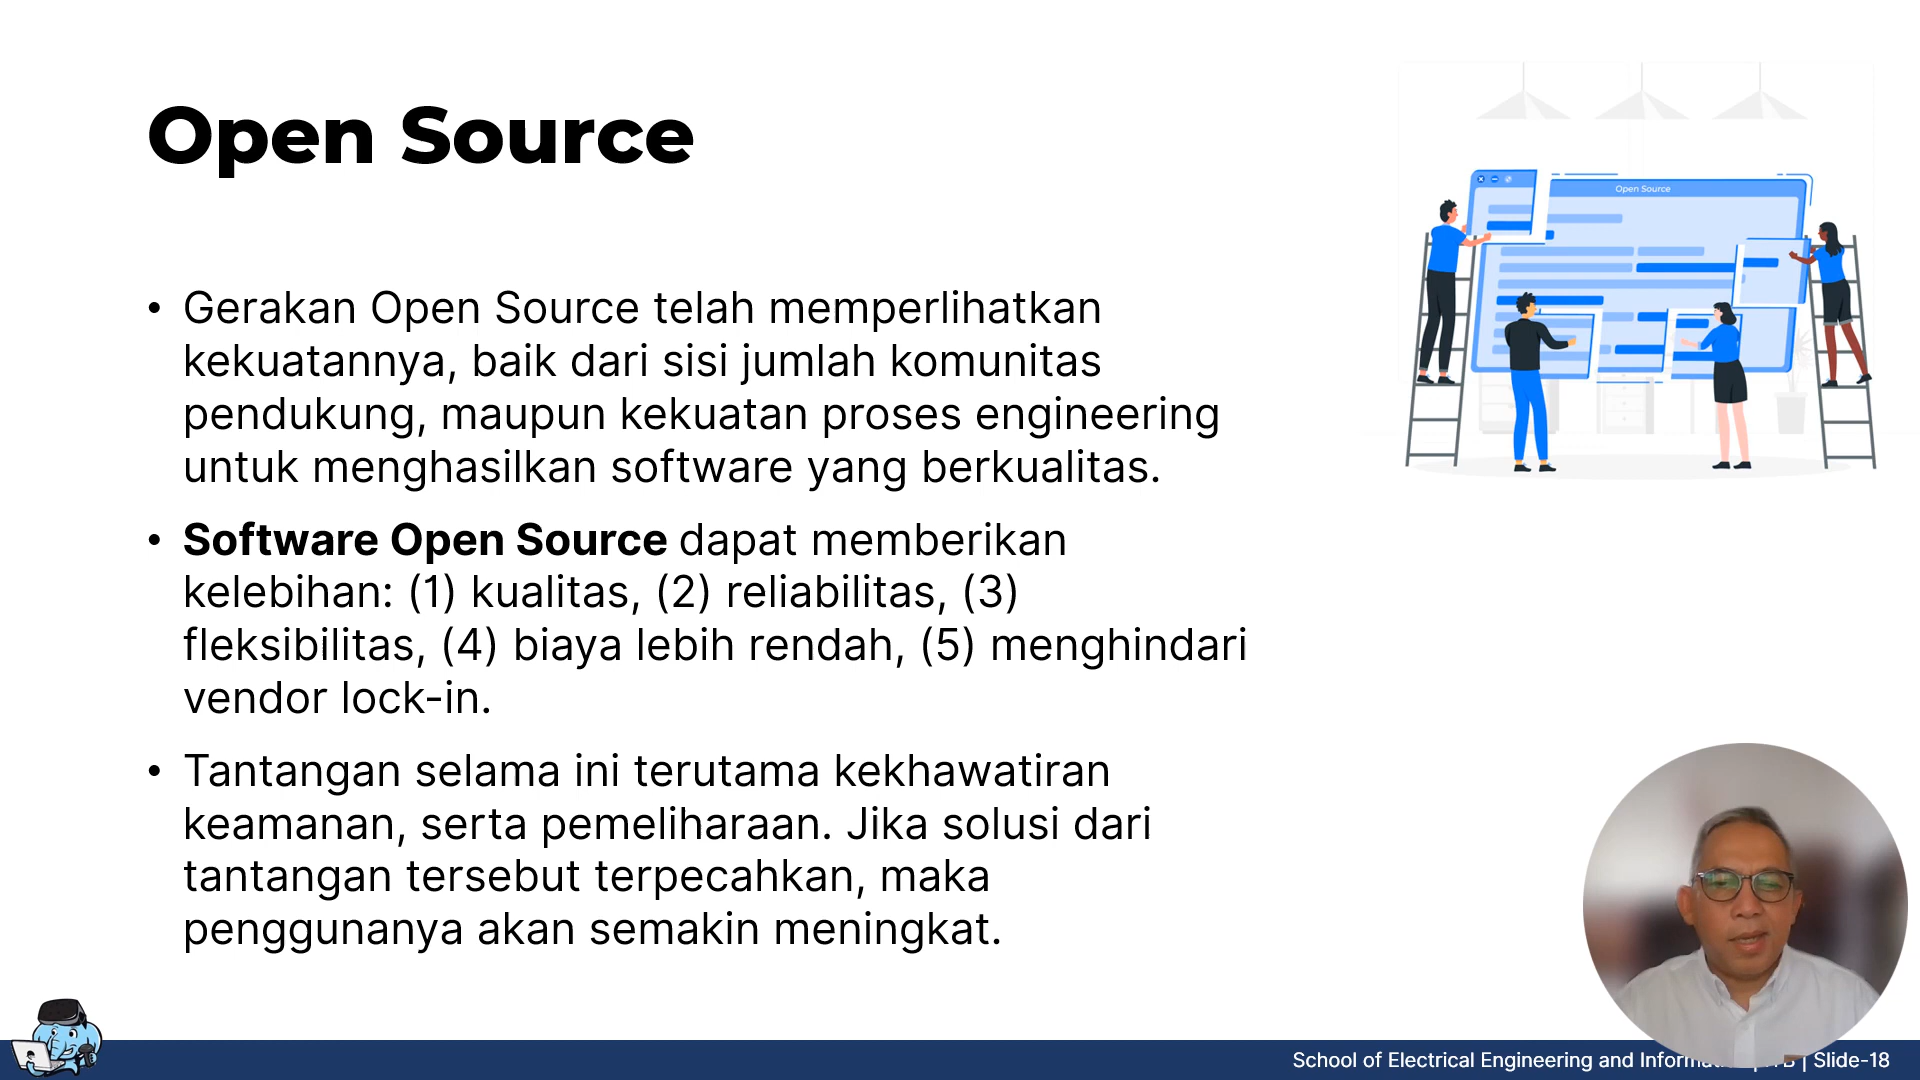 Open Source
Open Source
• Gerakan Open Source telah memperlihatkan
kekuatannya, baik dari sisi jumlah komunitas
pendukung, maupun kekuatan proses engineering
untuk menghasilkan software yang berkualitas.
• Software Open Source dapat memberikan
kelebihan: (1) kualitas, (2) reliabilitas, (3)
fleksibilitas, (4) biaya lebih rendah, (5) menghindari
vendor lock-in.
• Tantangan selama ini terutama kekhawatiran
keamanan, serta pemeliharaan. Jika solusi dari
tantangan tersebut terpecahkan, maka
penggunanya akan semakin meningkat.
School of Electrical Engineering and | Slide-18